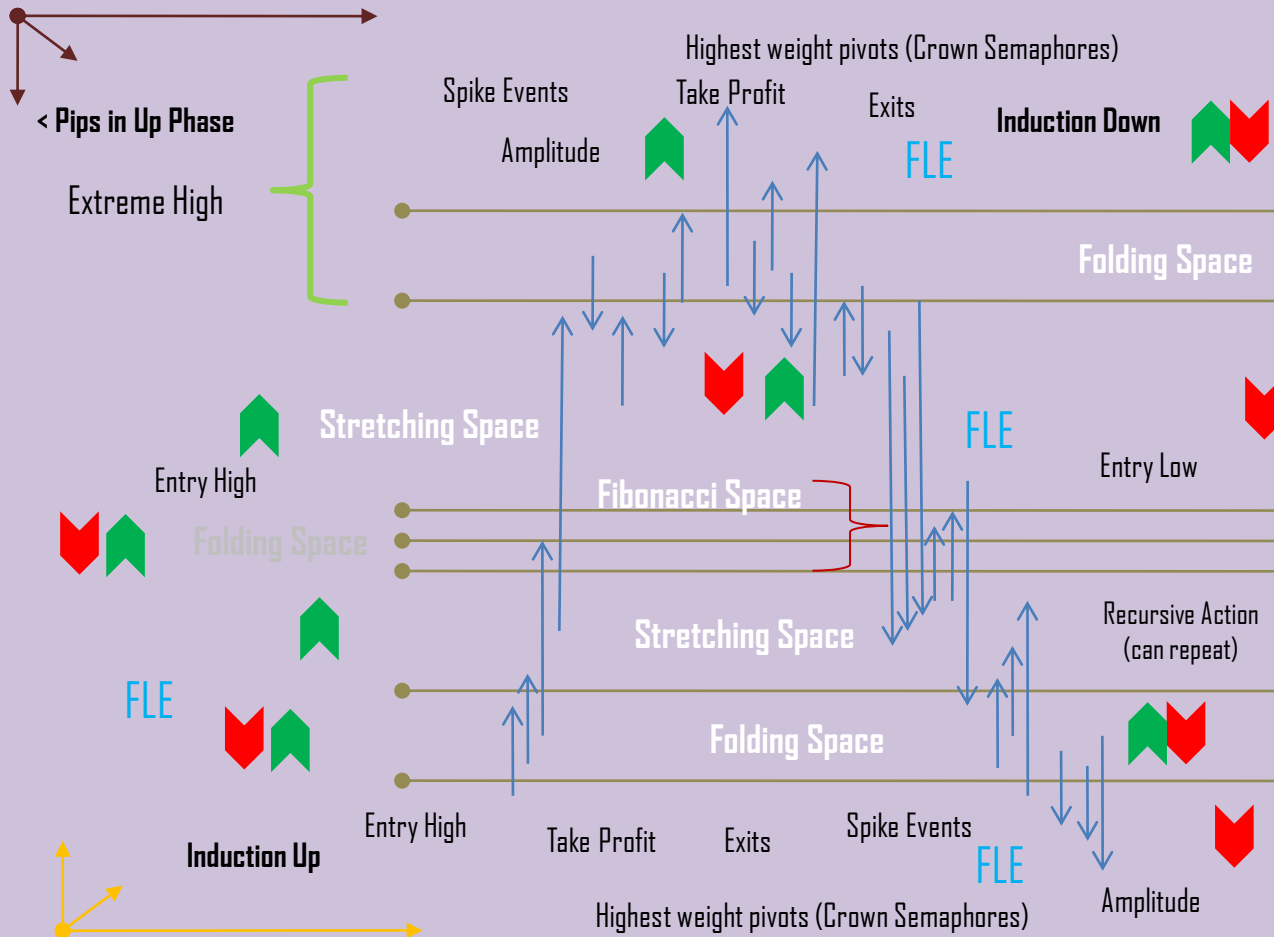 Highest weight pivots (Crown Semaphores)
Spike Events
Take Profit
Exits
< Pips in Up Phase
Induction Down
Amplitude
FLE
Extreme High
Folding Space
Stretching Space
FLE
Entry High
Entry Low
Fibonacci Space
Folding Space
Recursive Action
(can repeat)
Stretching Space
FLE
Folding Space
Entry High
Take Profit
Exits
Spike Events
Induction Up
FLE
Amplitude
Highest weight pivots (Crown Semaphores)